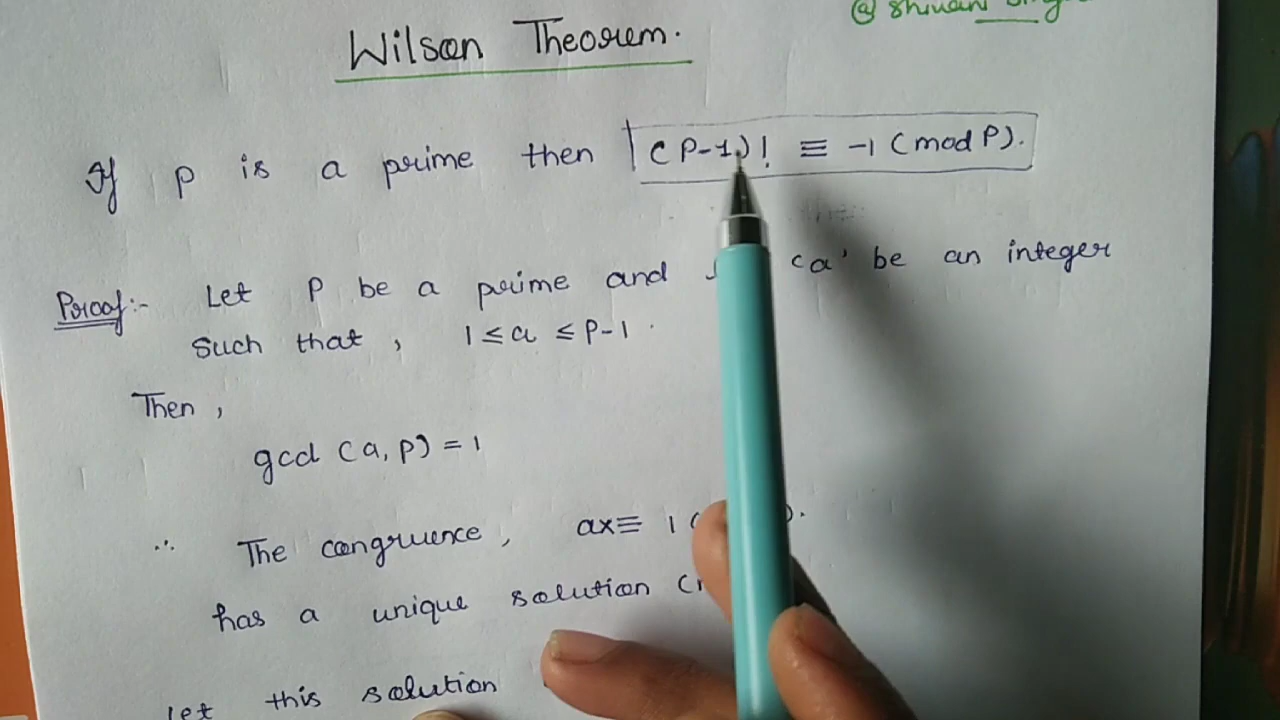 @ Shivani
Wilson Theorem.
If p is a prime then (P-1)! ≡ -1 (mod P).
Proof:- Let P be a prime and 'a' be an integer
Such that , 1 ≤ a ≤ P-1 .
Then ,
gcd (a, p) = 1
∴ The congruence , ax ≡ 1 ( ).
has a unique solution (
Let this solution